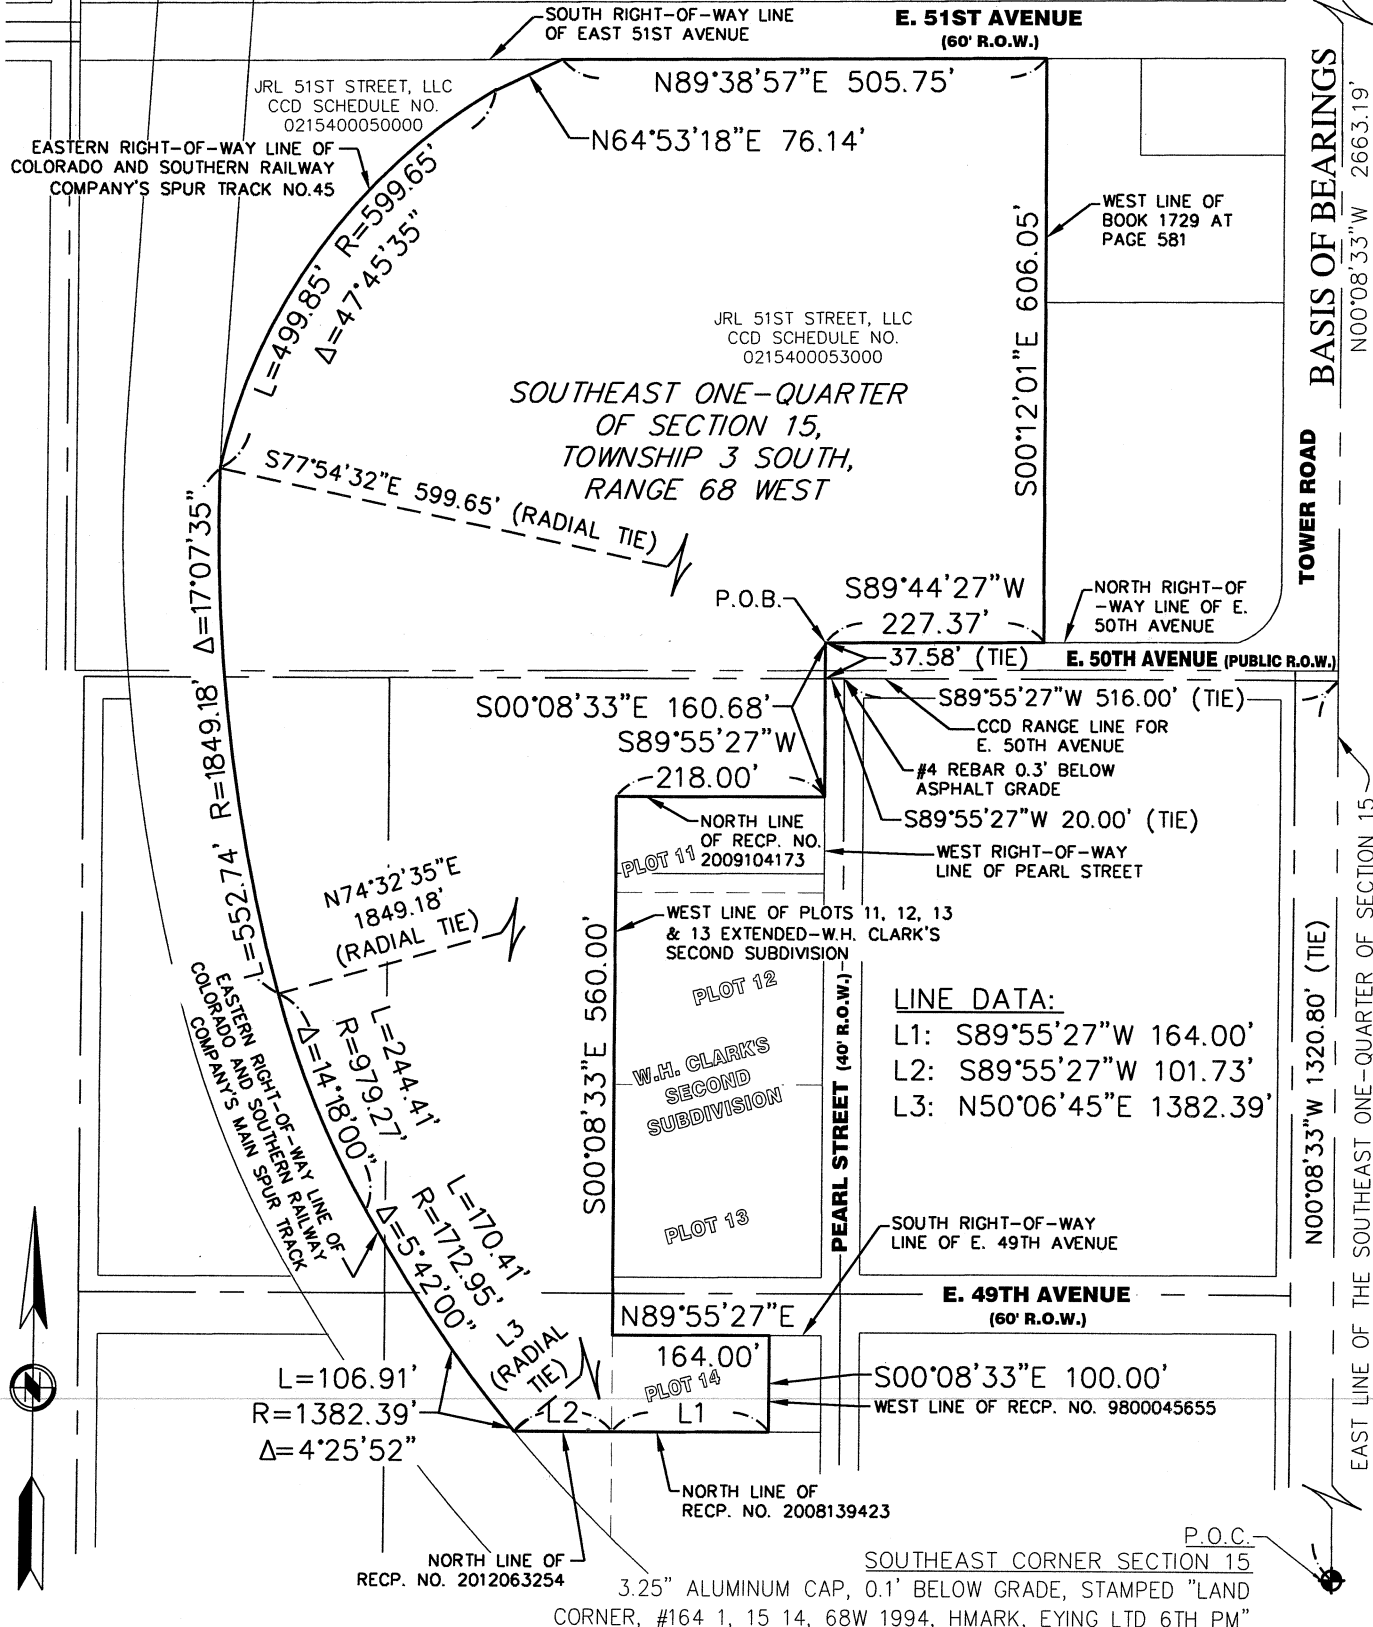 SOUTH RIGHT-OF-WAY LINE
OF EAST 51ST AVENUE
E. 51ST AVENUE
(60' R.O.W.)
N89°38'57"E 505.75'
JRL 51ST STREET, LLC
CCD SCHEDULE NO.
0215400050000
N64°53'18"E 76.14'
EASTERN RIGHT-OF-WAY LINE OF
COLORADO AND SOUTHERN RAILWAY
COMPANY'S SPUR TRACK NO.45
L=499.85' R=599.65'
Δ=47°45'35"
WEST LINE OF
BOOK 1729 AT
PAGE 581
BASIS OF BEARINGS
N00°08'33"W 2663.19'
S00°12'01"E 606.05'
JRL 51ST STREET, LLC
CCD SCHEDULE NO.
0215400053000
SOUTHEAST ONE-QUARTER
OF SECTION 15,
TOWNSHIP 3 SOUTH,
RANGE 68 WEST
S77°54'32"E 599.65' (RADIAL TIE)
TOWER ROAD
P.O.B.
S89°44'27"W
227.37'
NORTH RIGHT-OF
-WAY LINE OF E.
50TH AVENUE
37.58' (TIE)
E. 50TH AVENUE (PUBLIC R.O.W.)
L=552.74' R=1849.18' Δ=17°07'35"
S00°08'33"E 160.68'
S89°55'27"W
218.00'
S89°55'27"W 516.00' (TIE)
CCD RANGE LINE FOR
E. 50TH AVENUE
#4 REBAR 0.3' BELOW
ASPHALT GRADE
S89°55'27"W 20.00' (TIE)
NORTH LINE
OF RECP. NO.
2009104173
PLOT 11
WEST RIGHT-OF-WAY
LINE OF PEARL STREET
N74°32'35"E
1849.18'
(RADIAL TIE)
WEST LINE OF PLOTS 11, 12, 13
& 13 EXTENDED-W.H. CLARK'S
SECOND SUBDIVISION
S00°08'33"E 560.00'
PLOT 12
W.H. CLARK'S
SECOND
SUBDIVISION
PLOT 13
PEARL STREET (40' R.O.W.)
LINE DATA:
L1: S89°55'27"W 164.00'
L2: S89°55'27"W 101.73'
L3: N50°06'45"E 1382.39'
N00°08'33"W 1320.80' (TIE)
EAST LINE OF THE SOUTHEAST ONE-QUARTER OF SECTION 15
EASTERN RIGHT-OF-WAY LINE OF
COLORADO AND SOUTHERN RAILWAY
COMPANY'S MAIN SPUR TRACK
L=244.41'
R=979.27'
Δ=14°18'00"
L=170.41'
R=1712.95'
Δ=5°42'00"
L3
(RADIAL
TIE)
SOUTH RIGHT-OF-WAY
LINE OF E. 49TH AVENUE
E. 49TH AVENUE
(60' R.O.W.)
N89°55'27"E
164.00'
PLOT 14
L=106.91'
R=1382.39'
Δ=4°25'52"
L2
L1
S00°08'33"E 100.00'
WEST LINE OF RECP. NO. 9800045655
N
NORTH LINE OF
RECP. NO. 2008139423
NORTH LINE OF
RECP. NO. 2012063254
P.O.C.
SOUTHEAST CORNER SECTION 15
3.25" ALUMINUM CAP, 0.1' BELOW GRADE, STAMPED "LAND
CORNER, #164 1, 15 14, 68W 1994, HMARK, EYING LTD 6TH PM"